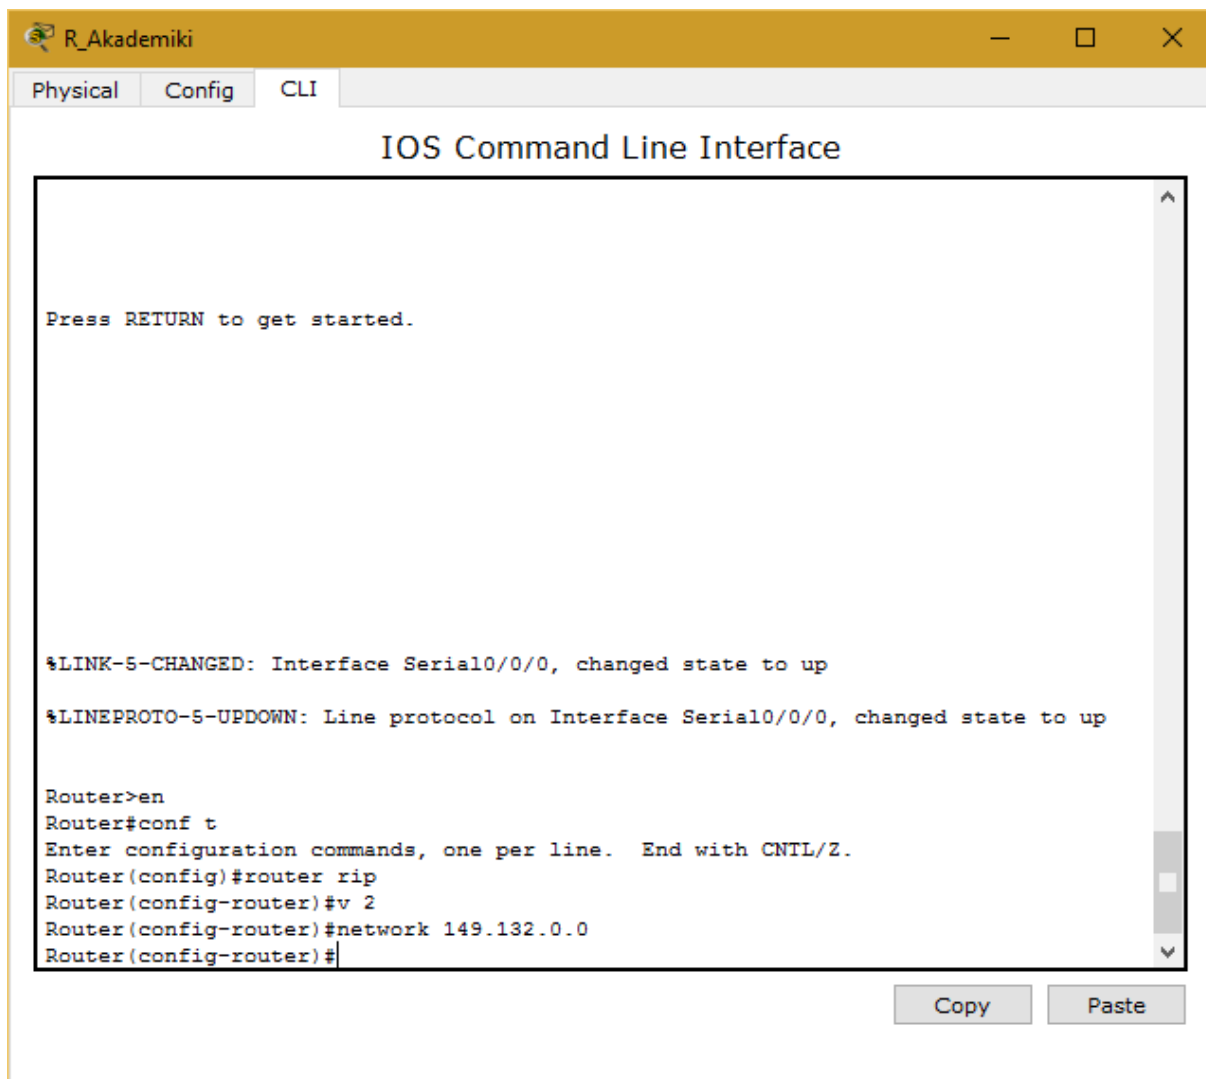 R_Akademiki
Physical Config CLI
IOS Command Line Interface
Press RETURN to get started.
%LINK-5-CHANGED: Interface Serial0/0/0, changed state to up
%LINEPROTO-5-UPDOWN: Line protocol on Interface Serial0/0/0, changed state to up
Router>en
Router#conf t
Enter configuration commands, one per line.  End with CNTL/Z.
Router(config)#router rip
Router(config-router)#v 2
Router(config-router)#network 149.132.0.0
Router(config-router)#
Copy Paste